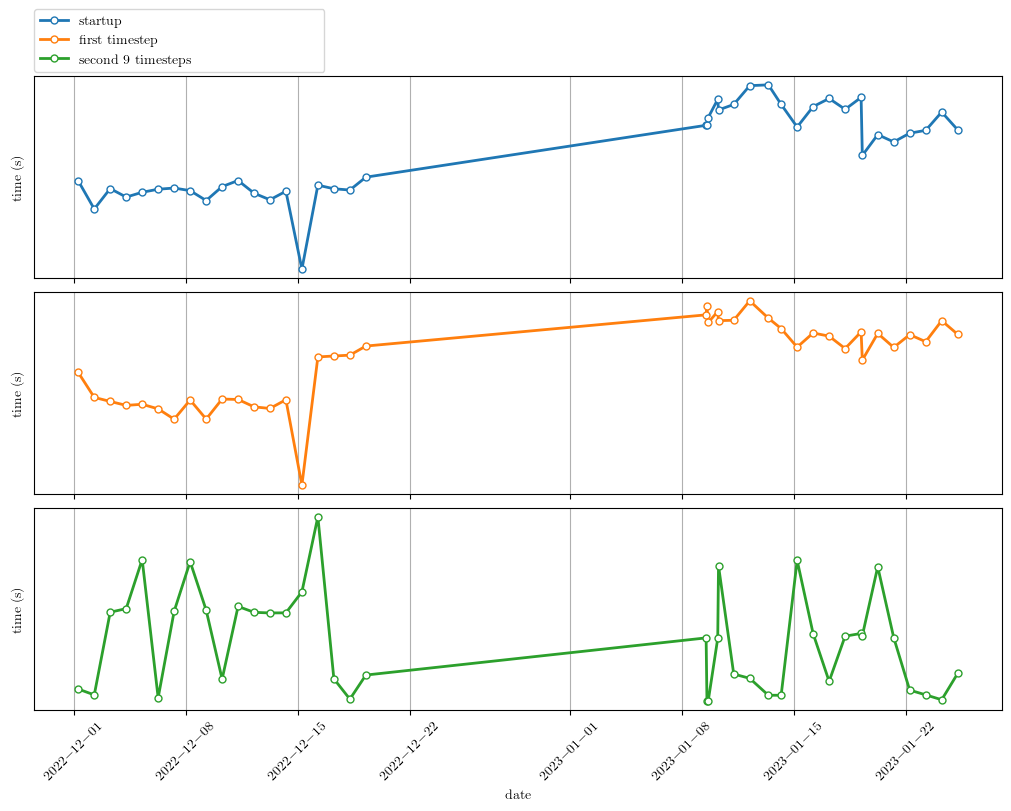 startup
first timestep
second 9 timesteps
time (s)
time (s)
time (s)
2022−12−01
2022−12−08
2022−12−15
2022−12−22
2023−01−01
2023−01−08
2023−01−15
2023−01−22
date